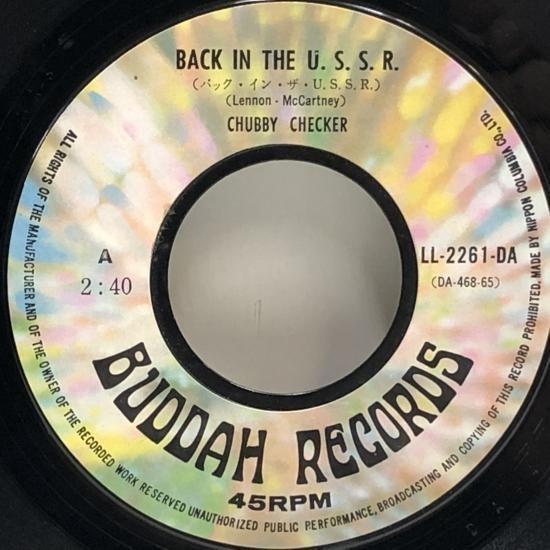 BACK IN THE U. S. S. R.
(バック・イン・ザ・U. S. S. R.)
(Lennon - McCartney)
CHUBBY CHECKER
A
2:40
LL-2261-DA
(DA-468-65)
BUDDAH RECORDS
45RPM
ALL RIGHTS OF THE MANUFACTURER AND OF THE OWNER OF THE RECORDED WORK RESERVED UNAUTHORIZED PUBLIC PERFORMANCE, BROADCASTING AND COPYING OF THIS RECORD PROHIBITED. MADE BY NIPPON COLUMBIA CO., LTD.